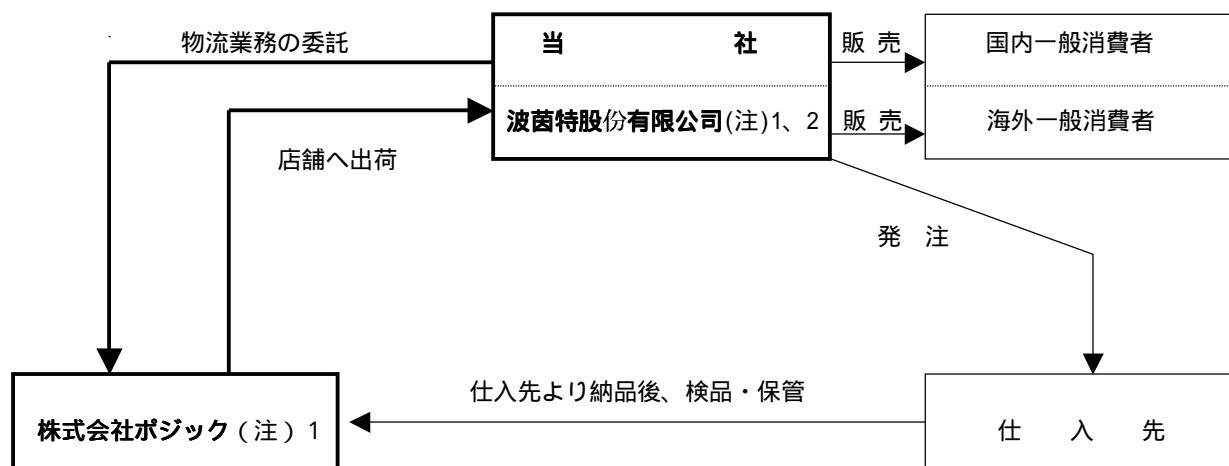 物流業務の委託
当 社
販 売
国内一般消費者
波茵特股份有限公司(注)1、2
販 売
海外一般消費者
店舗へ出荷
発 注
仕入先より納品後、検品・保管
株式会社ポジック(注)1
仕 入 先